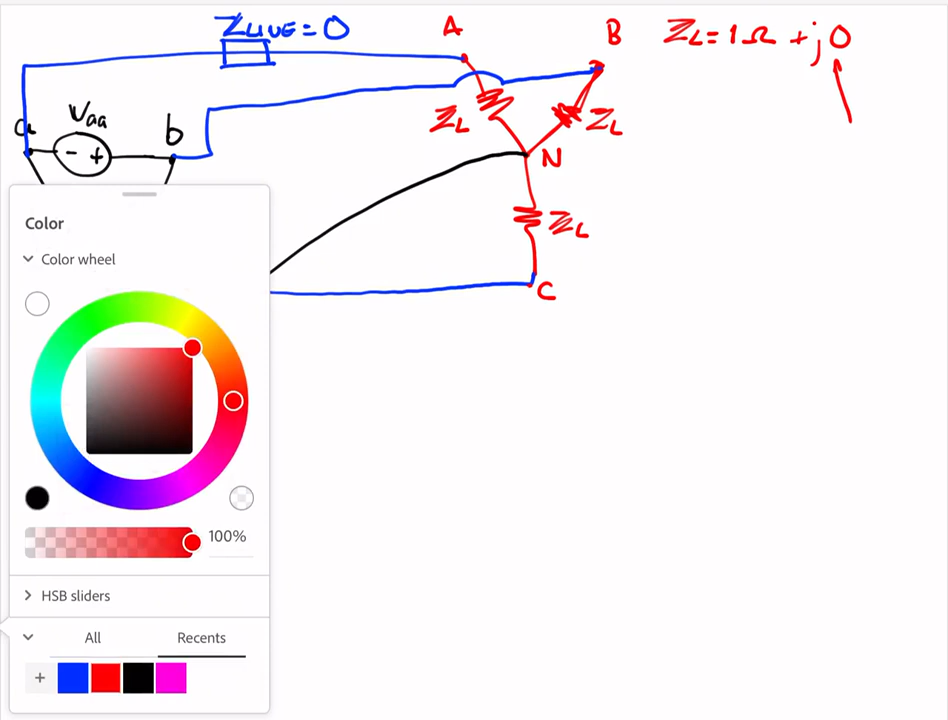 ZLINE = 0
A
B
ZL = 1Ω + j0
a
Vaa
- +
b
ZL
ZL
N
ZL
C
Color
Color wheel
100%
HSB sliders
All
Recents
+